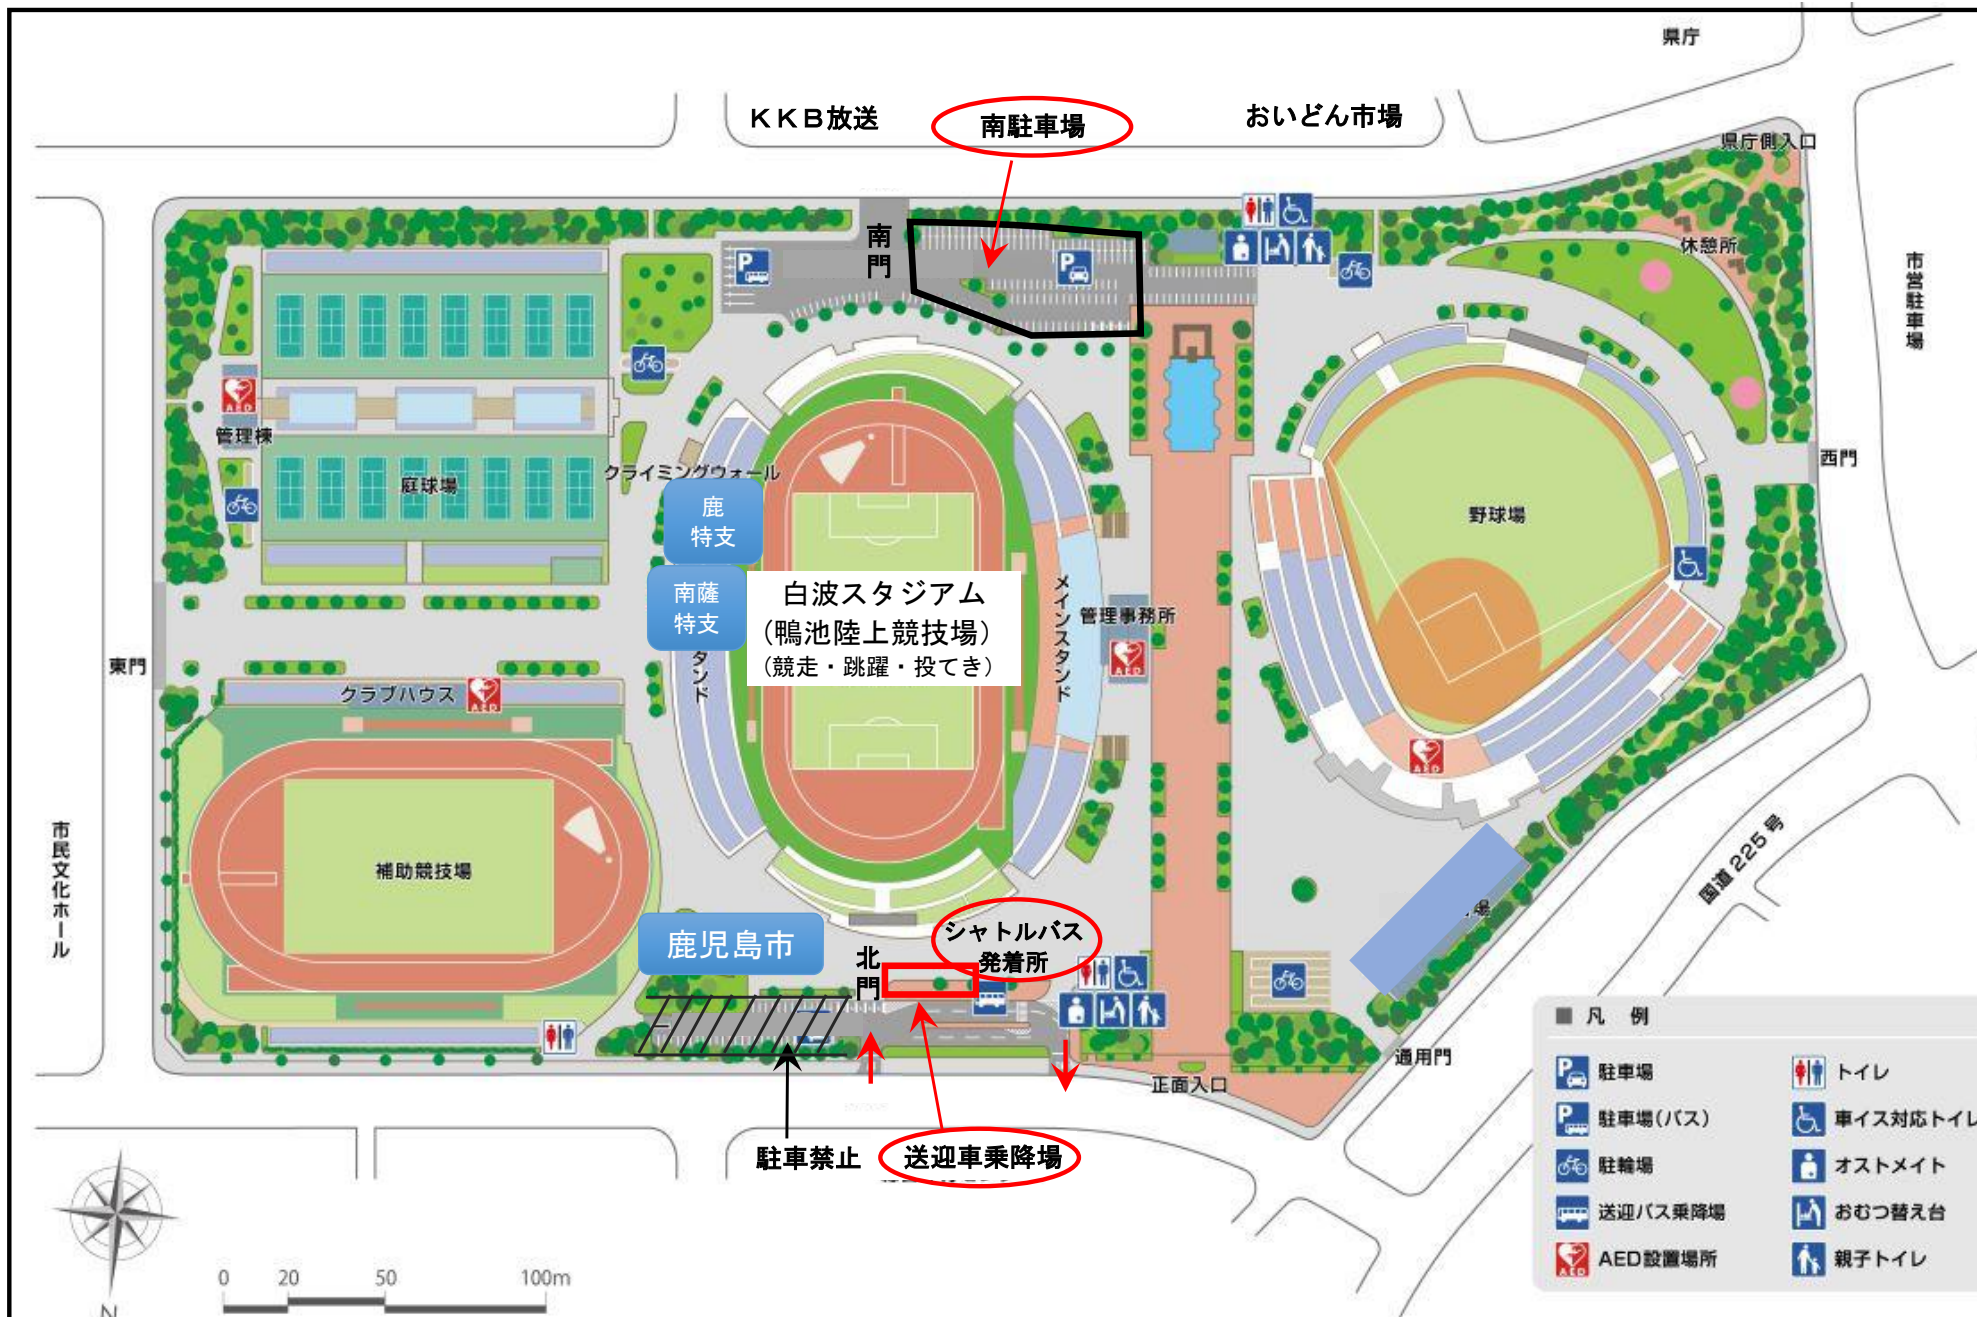 県庁
KKB放送
南駐車場
おいどん市場
県庁側入口
南門
P
P
休憩所
市営駐車場
AED
管理棟
クライミングウォール
庭球場
西門
鹿
特支
野球場
南薩
特支
白波スタジアム
(鴨池陸上競技場)
(競走・跳躍・投てき)
メインスタンド
管理事務所
AED
タンド
東門
クラブハウス
AED
AED
市民文化ホール
補助競技場
国道225号
場
鹿児島市
北門
シャトルバス
発着所
通用門
正面入口
駐車禁止
送迎車乗降場
N
0 20 50 100m
■ 凡 例
P 駐車場
P 駐車場(バス)
駐輪場
送迎バス乗降場
AED AED設置場所
トイレ
車イス対応トイレ
オストメイト
おむつ替え台
親子トイレ